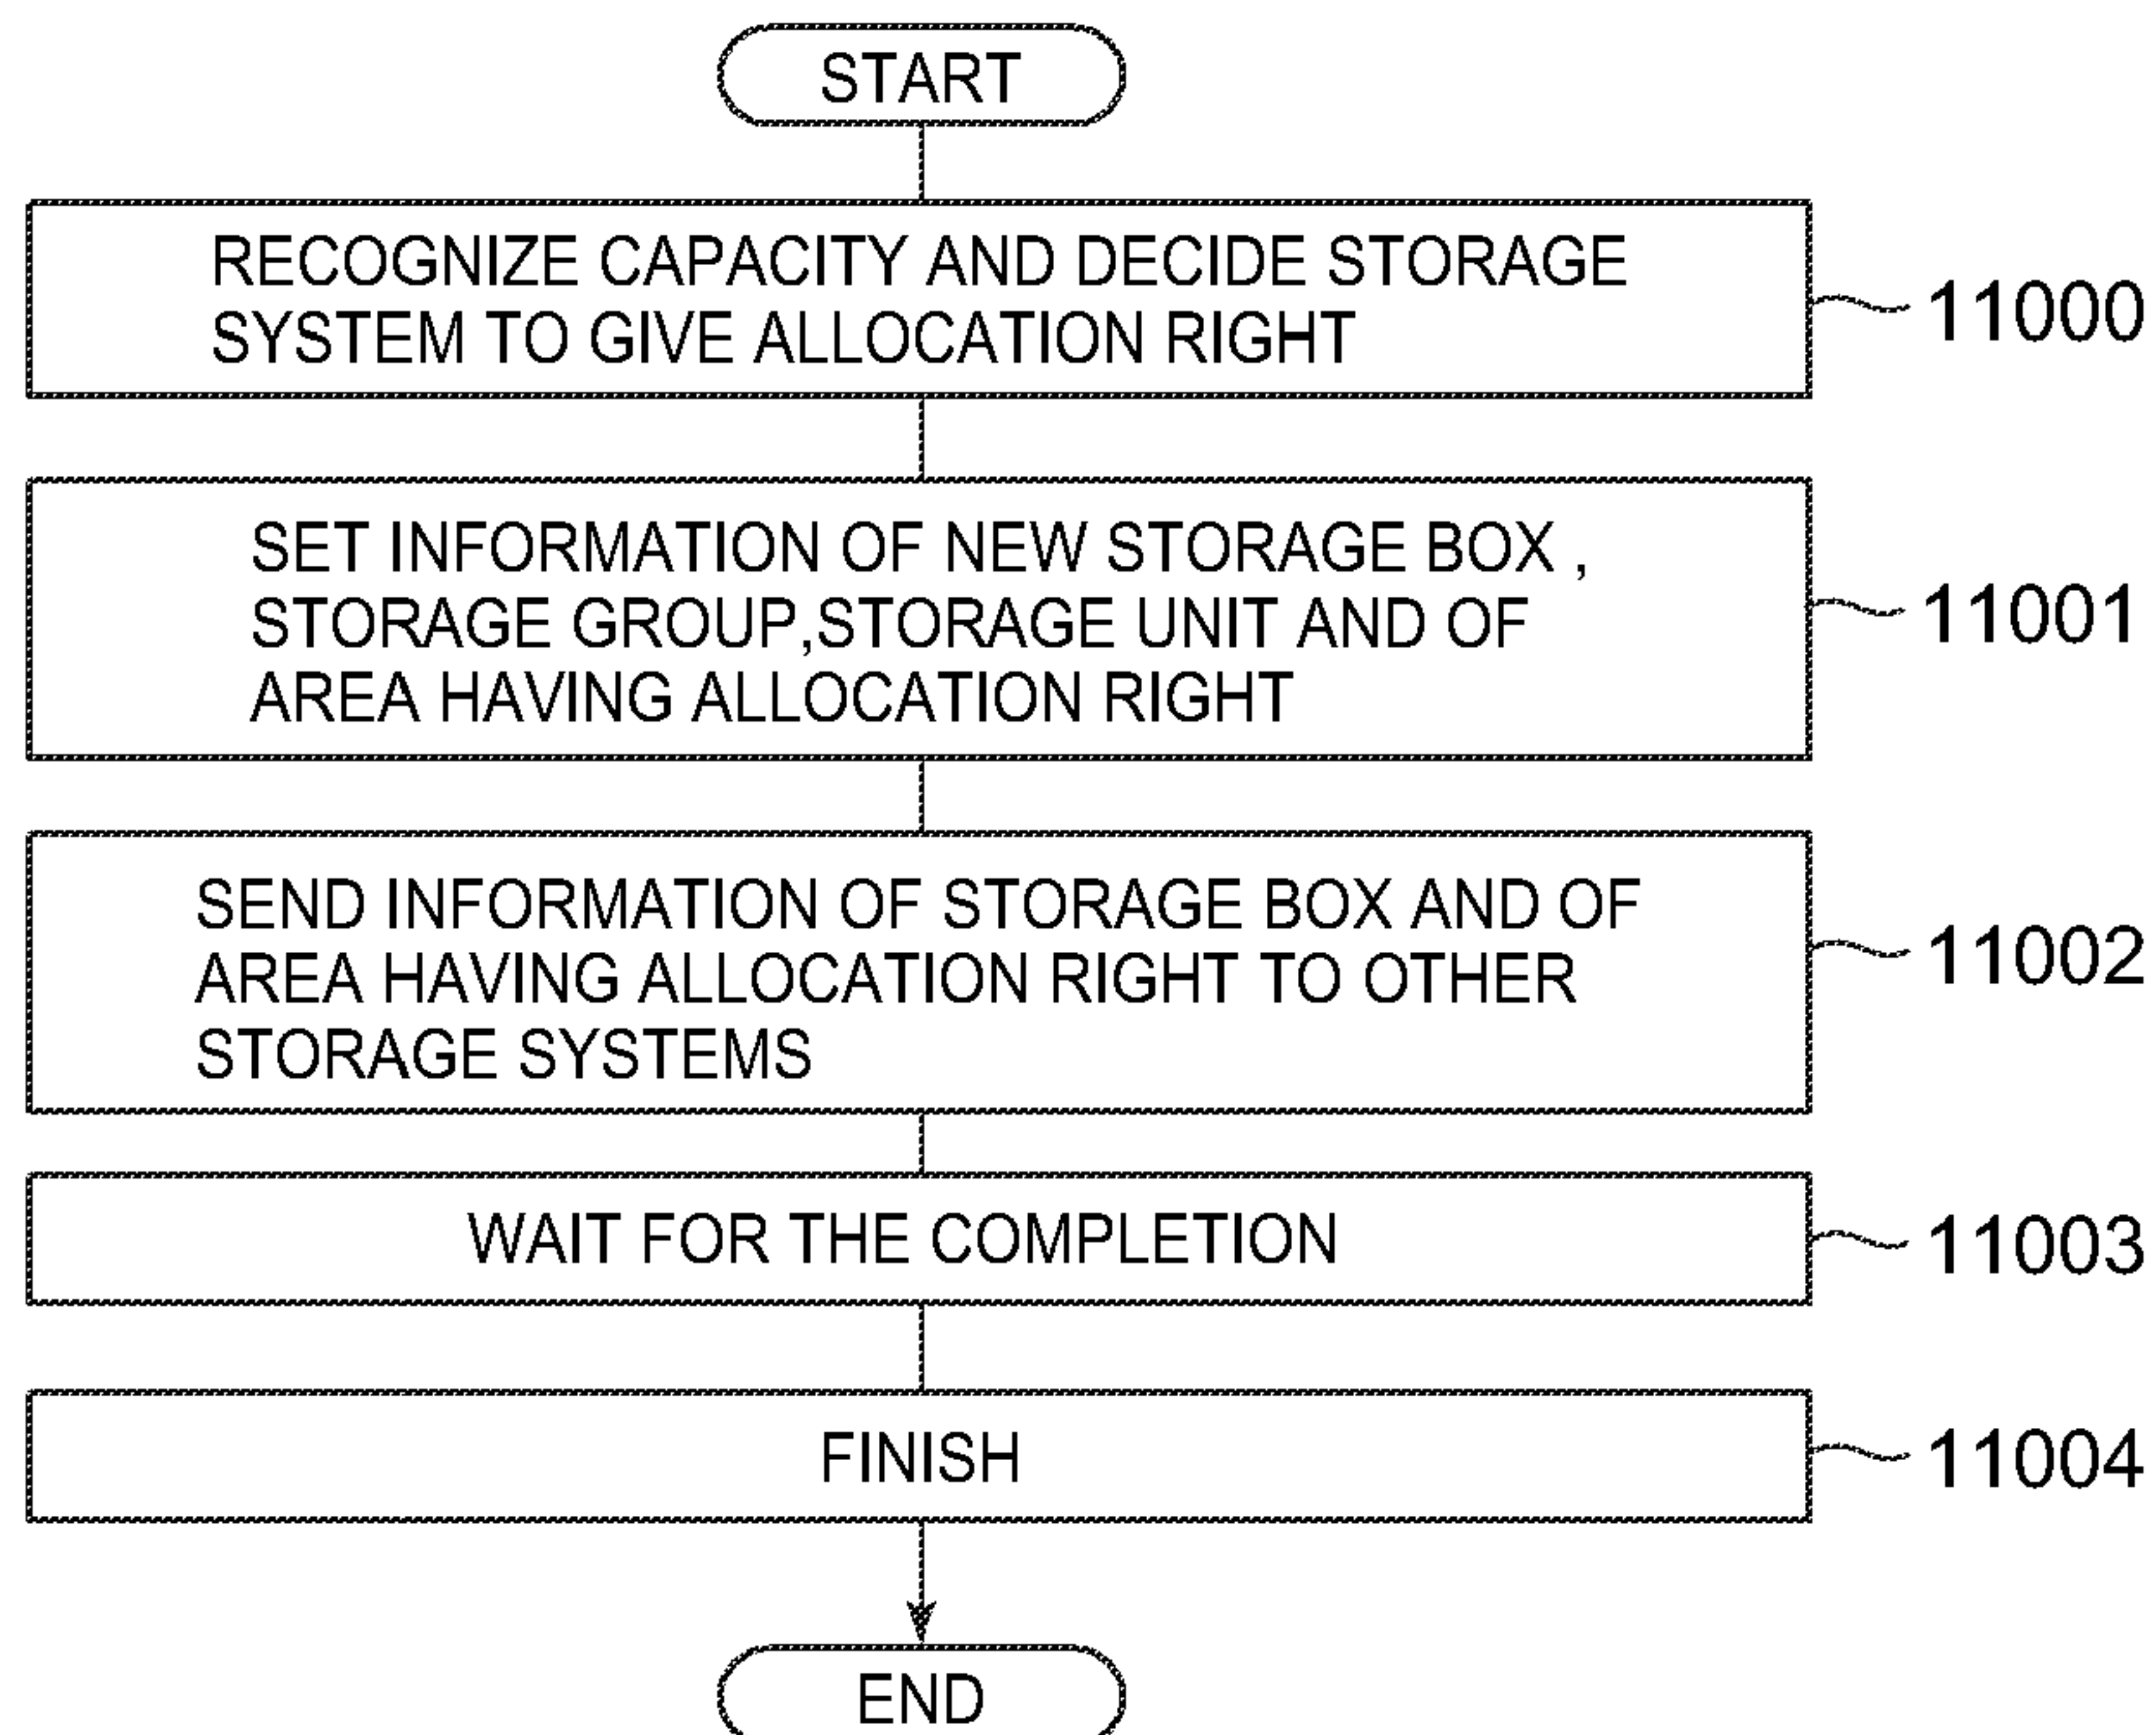 START
RECOGNIZE CAPACITY AND DECIDE STORAGE
SYSTEM TO GIVE ALLOCATION RIGHT
11000
SET INFORMATION OF NEW STORAGE BOX ,
STORAGE GROUP,STORAGE UNIT AND OF
AREA HAVING ALLOCATION RIGHT
11001
SEND INFORMATION OF STORAGE BOX AND OF
AREA HAVING ALLOCATION RIGHT TO OTHER
STORAGE SYSTEMS
11002
WAIT FOR THE COMPLETION
11003
FINISH
11004
END